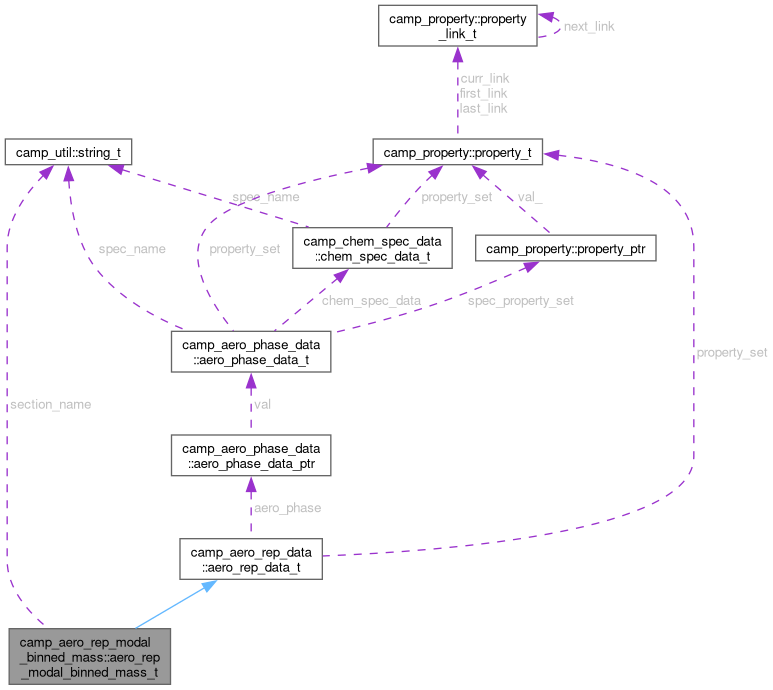 camp_property::property
_link_t
next_link
curr_link
first_link
last_link
camp_util::string_t
camp_property::property_t
spec_name
property_set
val_
camp_chem_spec_data
::chem_spec_data_t
camp_property::property_ptr
spec_name
property_set
chem_spec_data
spec_property_set
camp_aero_phase_data
::aero_phase_data_t
property_set
section_name
val
camp_aero_phase_data
::aero_phase_data_ptr
aero_phase
camp_aero_rep_data
::aero_rep_data_t
camp_aero_rep_modal
_binned_mass::aero_rep
_modal_binned_mass_t